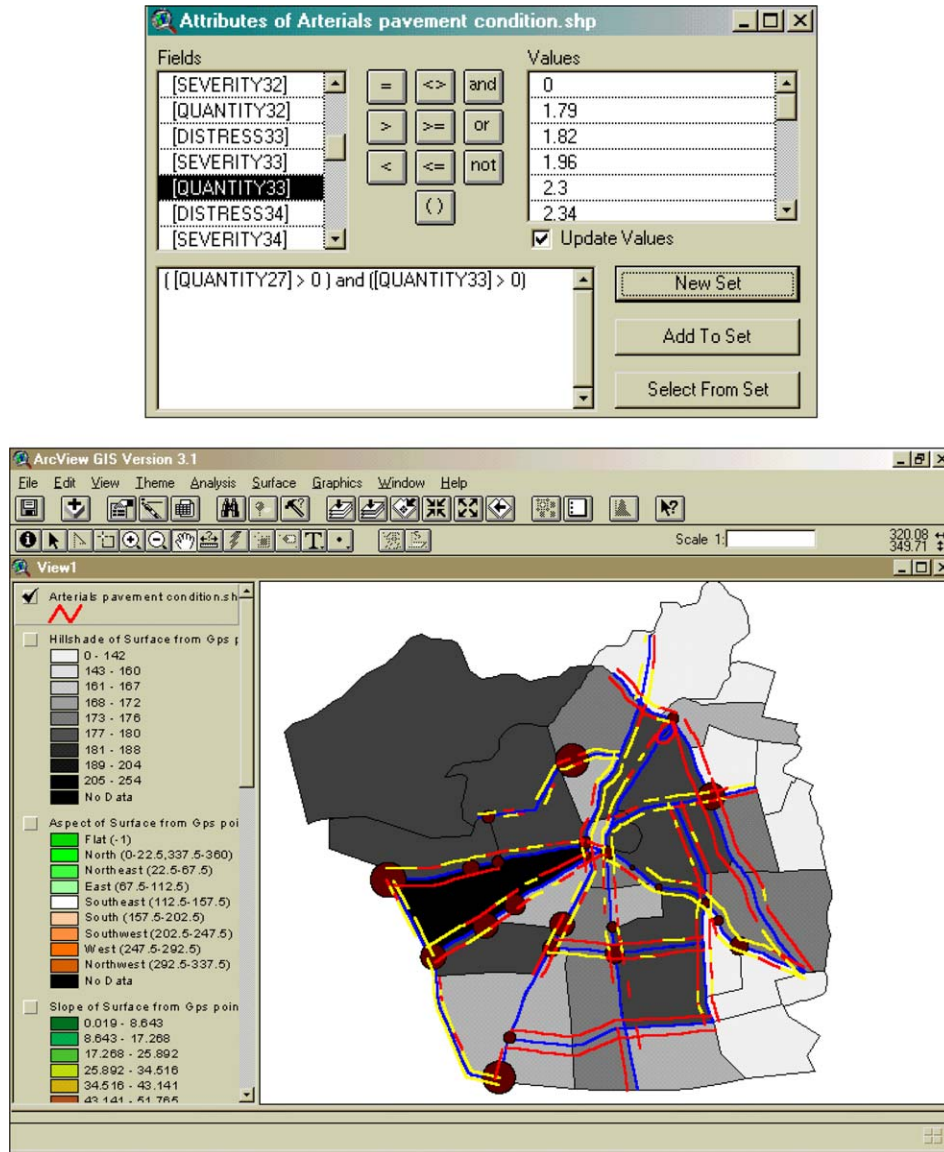 Attributes of Arterials pavement condition.shp
Fields
Values
[SEVERITY32]
[QUANTITY32]
[DISTRESS33]
[SEVERITY33]
[QUANTITY33]
[DISTRESS34]
[SEVERITY34]
= <> and
> >= or
< <= not
( )
0
1.79
1.82
1.96
2.3
2.34
Update Values
( [QUANTITY27] > 0 ) and ([QUANTITY33] > 0)
New Set
Add To Set
Select From Set
ArcView GIS Version 3.1
File Edit View Theme Analysis Surface Graphics Window Help
T
Scale 1:
320.08
349.71
View1
Arterials pavement condition.sh
Hillshade of Surface from Gps p
0 - 142
143 - 160
161 - 167
168 - 172
173 - 176
177 - 180
181 - 188
189 - 204
205 - 254
No Data
Aspect of Surface from Gps poi
Flat (-1)
North (0-22.5,337.5-360)
Northeast (22.5-67.5)
East (67.5-112.5)
Southeast (112.5-157.5)
South (157.5-202.5)
Southwest (202.5-247.5)
West (247.5-292.5)
Northwest (292.5-337.5)
No Data
Slope of Surface from Gps poin
0.019 - 8.643
8.643 - 17.268
17.268 - 25.892
25.892 - 34.516
34.516 - 43.141
43.141 - 51.765